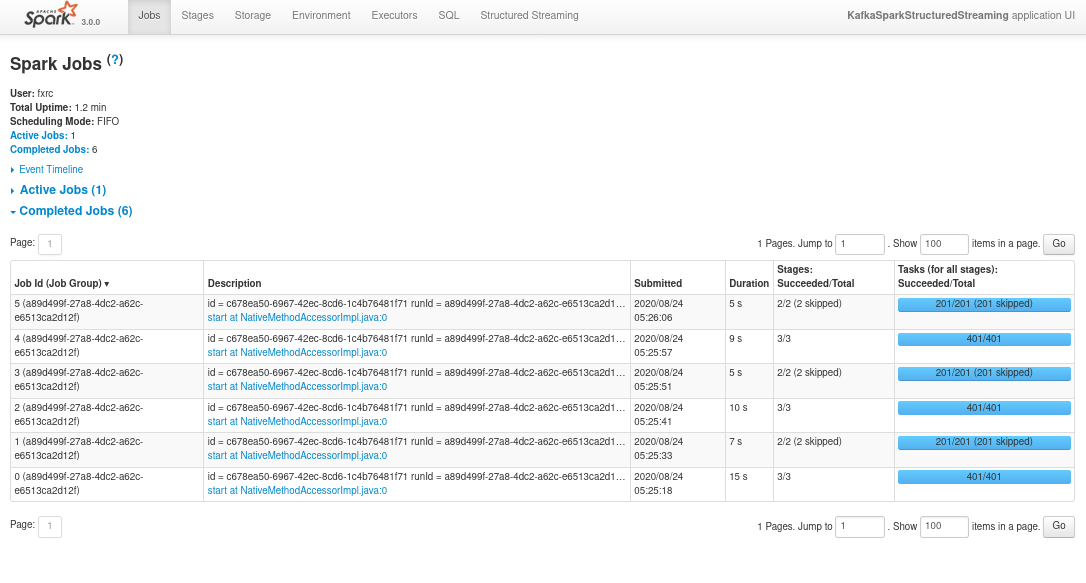 APACHE
Spark 3.0.0 Jobs Stages Storage Environment Executors SQL Structured Streaming KafkaSparkStructuredStreaming application UI
Spark Jobs (?)
User: fxrc
Total Uptime: 1.2 min
Scheduling Mode: FIFO
Active Jobs: 1
Completed Jobs: 6
Event Timeline
Active Jobs (1)
Completed Jobs (6)
Page: 1 1 Pages. Jump to 1 . Show 100 items in a page. Go
Job Id (Job Group) ▾ Description Submitted Duration Stages: Succeeded/Total Tasks (for all stages): Succeeded/Total
5 (a89d499f-27a8-4dc2-a62c- id = c678ea50-6967-42ec-8cd6-1c4b76481f71 runId = a89d499f-27a8-4dc2-a62c-e6513ca2d1... 2020/08/24 5 s 2/2 (2 skipped) 201/201 (201 skipped)
e6513ca2d12f) start at NativeMethodAccessorImpl.java:0 05:26:06
4 (a89d499f-27a8-4dc2-a62c- id = c678ea50-6967-42ec-8cd6-1c4b76481f71 runId = a89d499f-27a8-4dc2-a62c-e6513ca2d1... 2020/08/24 9 s 3/3 401/401
e6513ca2d12f) start at NativeMethodAccessorImpl.java:0 05:25:57
3 (a89d499f-27a8-4dc2-a62c- id = c678ea50-6967-42ec-8cd6-1c4b76481f71 runId = a89d499f-27a8-4dc2-a62c-e6513ca2d1... 2020/08/24 5 s 2/2 (2 skipped) 201/201 (201 skipped)
e6513ca2d12f) start at NativeMethodAccessorImpl.java:0 05:25:51
2 (a89d499f-27a8-4dc2-a62c- id = c678ea50-6967-42ec-8cd6-1c4b76481f71 runId = a89d499f-27a8-4dc2-a62c-e6513ca2d1... 2020/08/24 10 s 3/3 401/401
e6513ca2d12f) start at NativeMethodAccessorImpl.java:0 05:25:41
1 (a89d499f-27a8-4dc2-a62c- id = c678ea50-6967-42ec-8cd6-1c4b76481f71 runId = a89d499f-27a8-4dc2-a62c-e6513ca2d1... 2020/08/24 7 s 2/2 (2 skipped) 201/201 (201 skipped)
e6513ca2d12f) start at NativeMethodAccessorImpl.java:0 05:25:33
0 (a89d499f-27a8-4dc2-a62c- id = c678ea50-6967-42ec-8cd6-1c4b76481f71 runId = a89d499f-27a8-4dc2-a62c-e6513ca2d1... 2020/08/24 15 s 3/3 401/401
e6513ca2d12f) start at NativeMethodAccessorImpl.java:0 05:25:18
Page: 1 1 Pages. Jump to 1 . Show 100 items in a page. Go